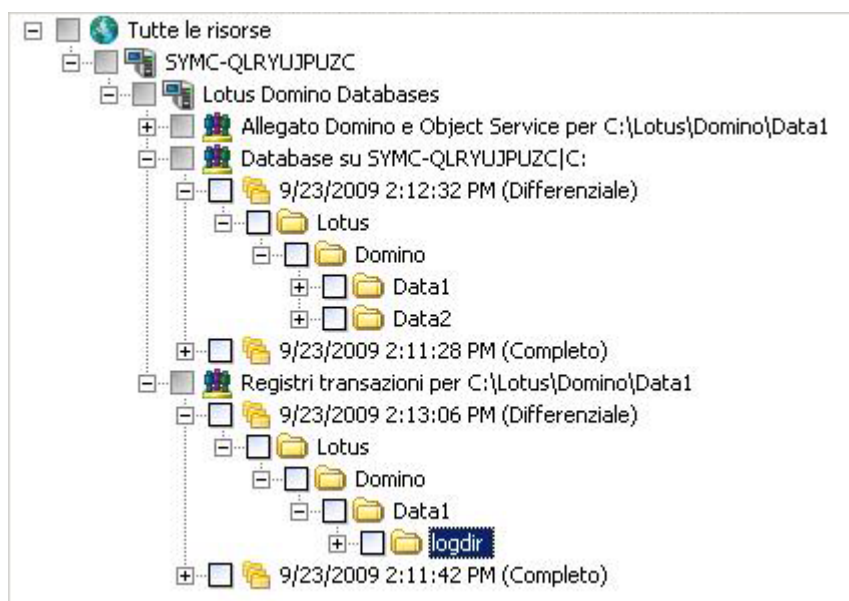 Tutte le risorse
SYMC-QLRYUJPUZC
Lotus Domino Databases
Allegato Domino e Object Service per C:\Lotus\Domino\Data1
Database su SYMC-QLRYUJPUZC|C:
9/23/2009 2:12:32 PM (Differenziale)
Lotus
Domino
Data1
Data2
9/23/2009 2:11:28 PM (Completo)
Registri transazioni per C:\Lotus\Domino\Data1
9/23/2009 2:13:06 PM (Differenziale)
Lotus
Domino
Data1
logdir
9/23/2009 2:11:42 PM (Completo)